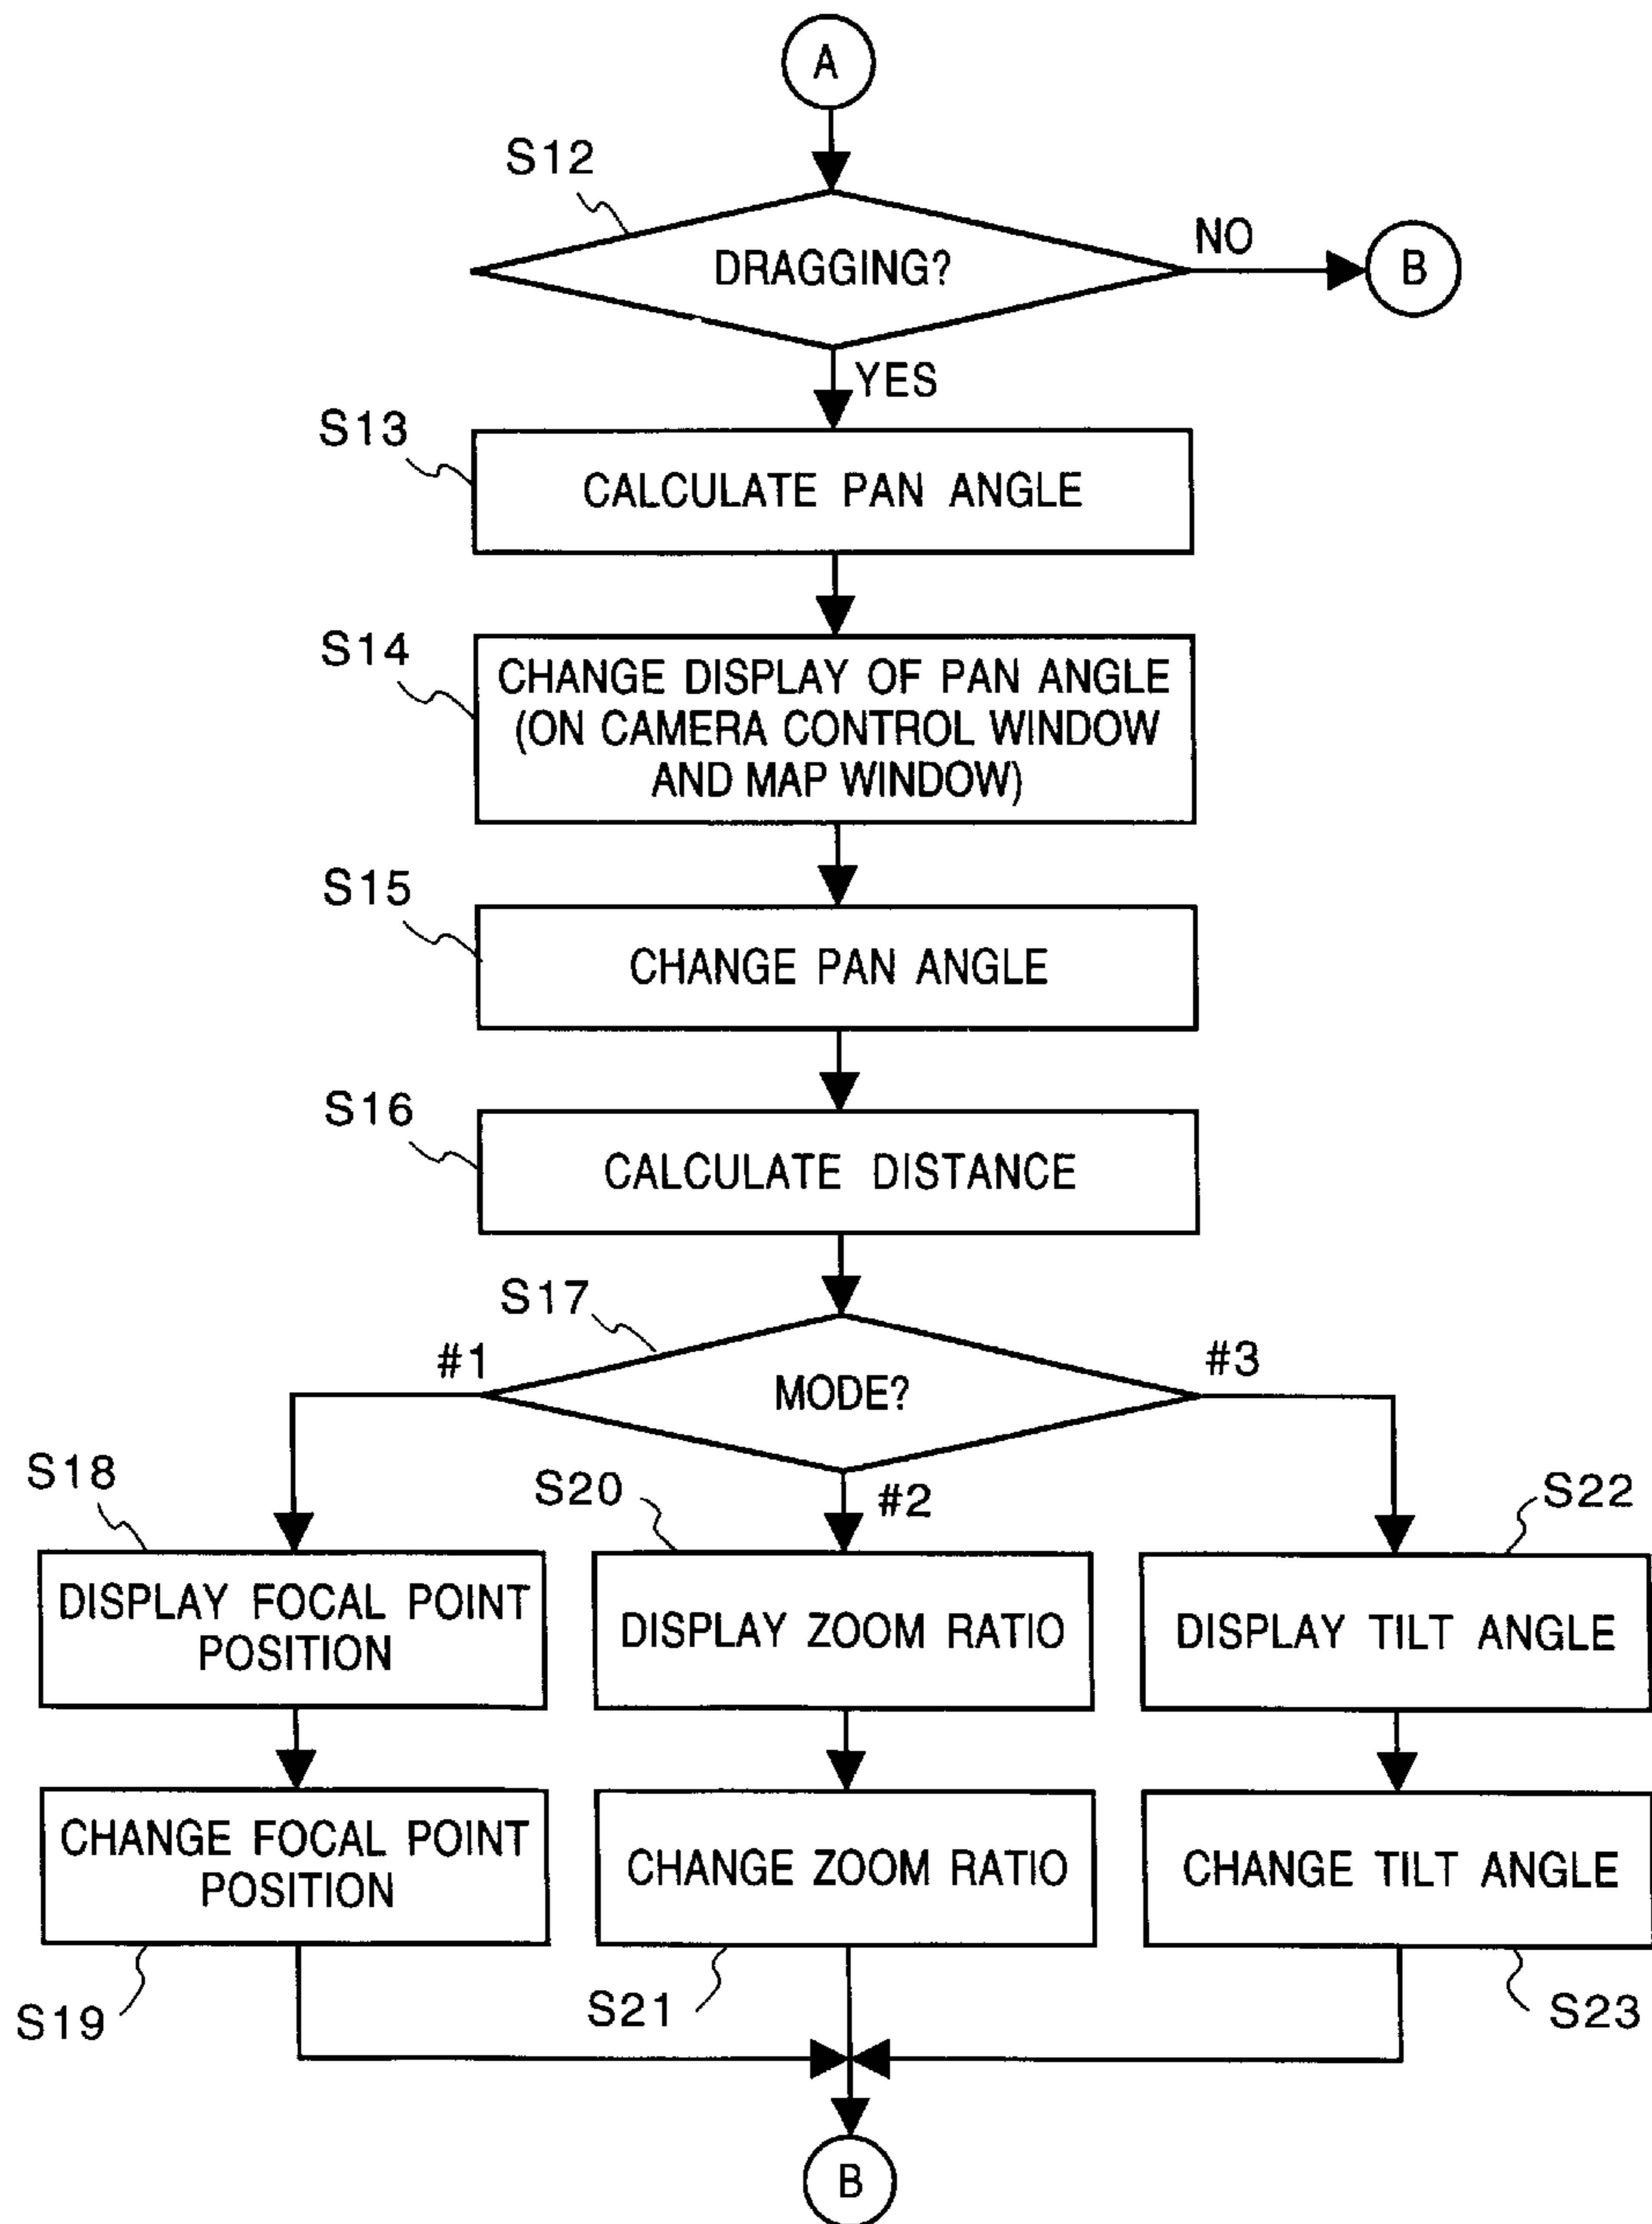 A
S12
DRAGGING?
NO
B
YES
S13
CALCULATE PAN ANGLE
S14
CHANGE DISPLAY OF PAN ANGLE
(ON CAMERA CONTROL WINDOW
AND MAP WINDOW)
S15
CHANGE PAN ANGLE
S16
CALCULATE DISTANCE
S17
MODE?
#1
#2
#3
S18
DISPLAY FOCAL POINT
POSITION
S20
DISPLAY ZOOM RATIO
S22
DISPLAY TILT ANGLE
CHANGE FOCAL POINT
POSITION
S19
CHANGE ZOOM RATIO
S21
CHANGE TILT ANGLE
S23
B